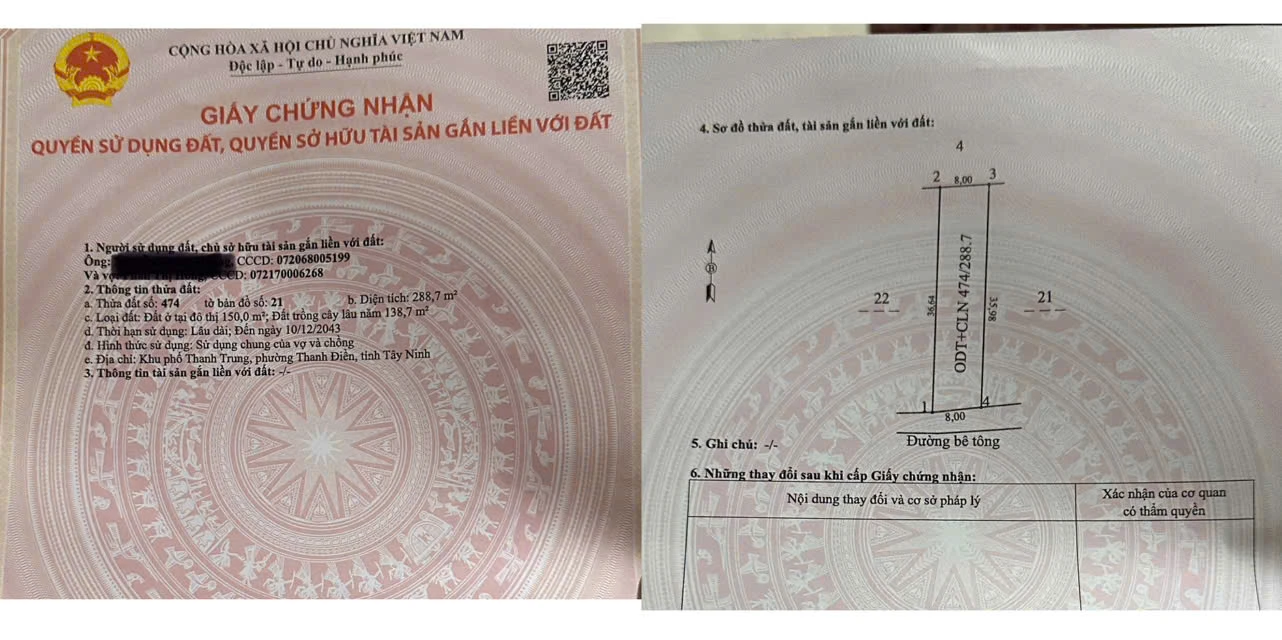 CỘNG HÒA XÃ HỘI CHỦ NGHĨA VIỆT NAM
Độc lập - Tự do - Hạnh phúc
GIẤY CHỨNG NHẬN
QUYỀN SỬ DỤNG ĐẤT, QUYỀN SỞ HỮU TÀI SẢN GẮN LIỀN VỚI ĐẤT
1. Người sử dụng đất, chủ sở hữu tài sản gắn liền với đất:
Ông: , CCCD: 072068005199
Và vợ CCCD: 072170006268
2. Thông tin thửa đất:
a. Thửa đất số: 474 tờ bản đồ số: 21 b. Diện tích: 288,7 m²
c. Loại đất: Đất ở tại đô thị 150,0 m²; Đất trồng cây lâu năm 138,7 m²
d. Thời hạn sử dụng: Lâu dài; Đến ngày 10/12/2043
đ. Hình thức sử dụng: Sử dụng chung của vợ và chồng
e. Địa chỉ: Khu phố Thanh Trung, phường Thanh Điền, tỉnh Tây Ninh
3. Thông tin tài sản gắn liền với đất: -/-
4. Sơ đồ thửa đất, tài sản gắn liền với đất:
4
2 8,00 3
B
22
36,64
ODT+CLN 474/288.7
35,98
21
1 4
8,00
Đường bê tông
5. Ghi chú: -/-
6. Những thay đổi sau khi cấp Giấy chứng nhận:
Nội dung thay đổi và cơ sở pháp lý
Xác nhận của cơ quan
có thẩm quyền